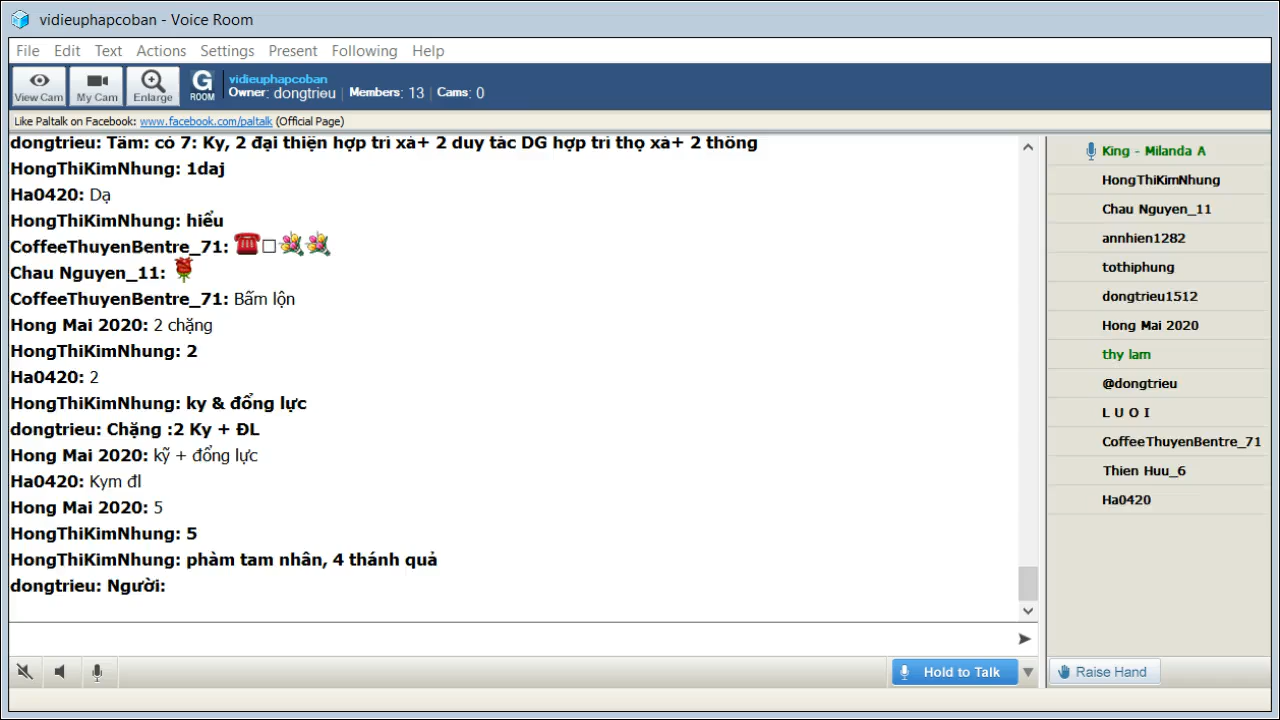 vidieuphapcoban - Voice Room
File Edit Text Actions Settings Present Following Help
View Cam My Cam Enlarge G ROOM vidieuphapcoban
Owner: dongtrieu | Members: 13 | Cams: 0
Like Paltalk on Facebook: www.facebook.com/paltalk (Official Page)
dongtrieu: Tâm: có 7: Ky, 2 đại thiện hợp trí xả+ 2 duy tác DG hợp trí thọ xả+ 2 thông
HongThiKimNhung: 1daj
Ha0420: Dạ
HongThiKimNhung: hiểu
CoffeeThuyenBentre_71:
Chau Nguyen_11:
CoffeeThuyenBentre_71: Bấm lộn
Hong Mai 2020: 2 chặng
HongThiKimNhung: 2
Ha0420: 2
HongThiKimNhung: ky & đổng lực
dongtrieu: Chặng :2 Ky + ĐL
Hong Mai 2020: kỹ + đổng lực
Ha0420: Kym đl
Hong Mai 2020: 5
HongThiKimNhung: 5
HongThiKimNhung: phàm tam nhân, 4 thánh quả
dongtrieu: Người:
King - Milanda A
HongThiKimNhung
Chau Nguyen_11
annhien1282
tothiphung
dongtrieu1512
Hong Mai 2020
thy lam
@dongtrieu
L U O I
CoffeeThuyenBentre_71
Thien Huu_6
Ha0420
Hold to Talk
Raise Hand